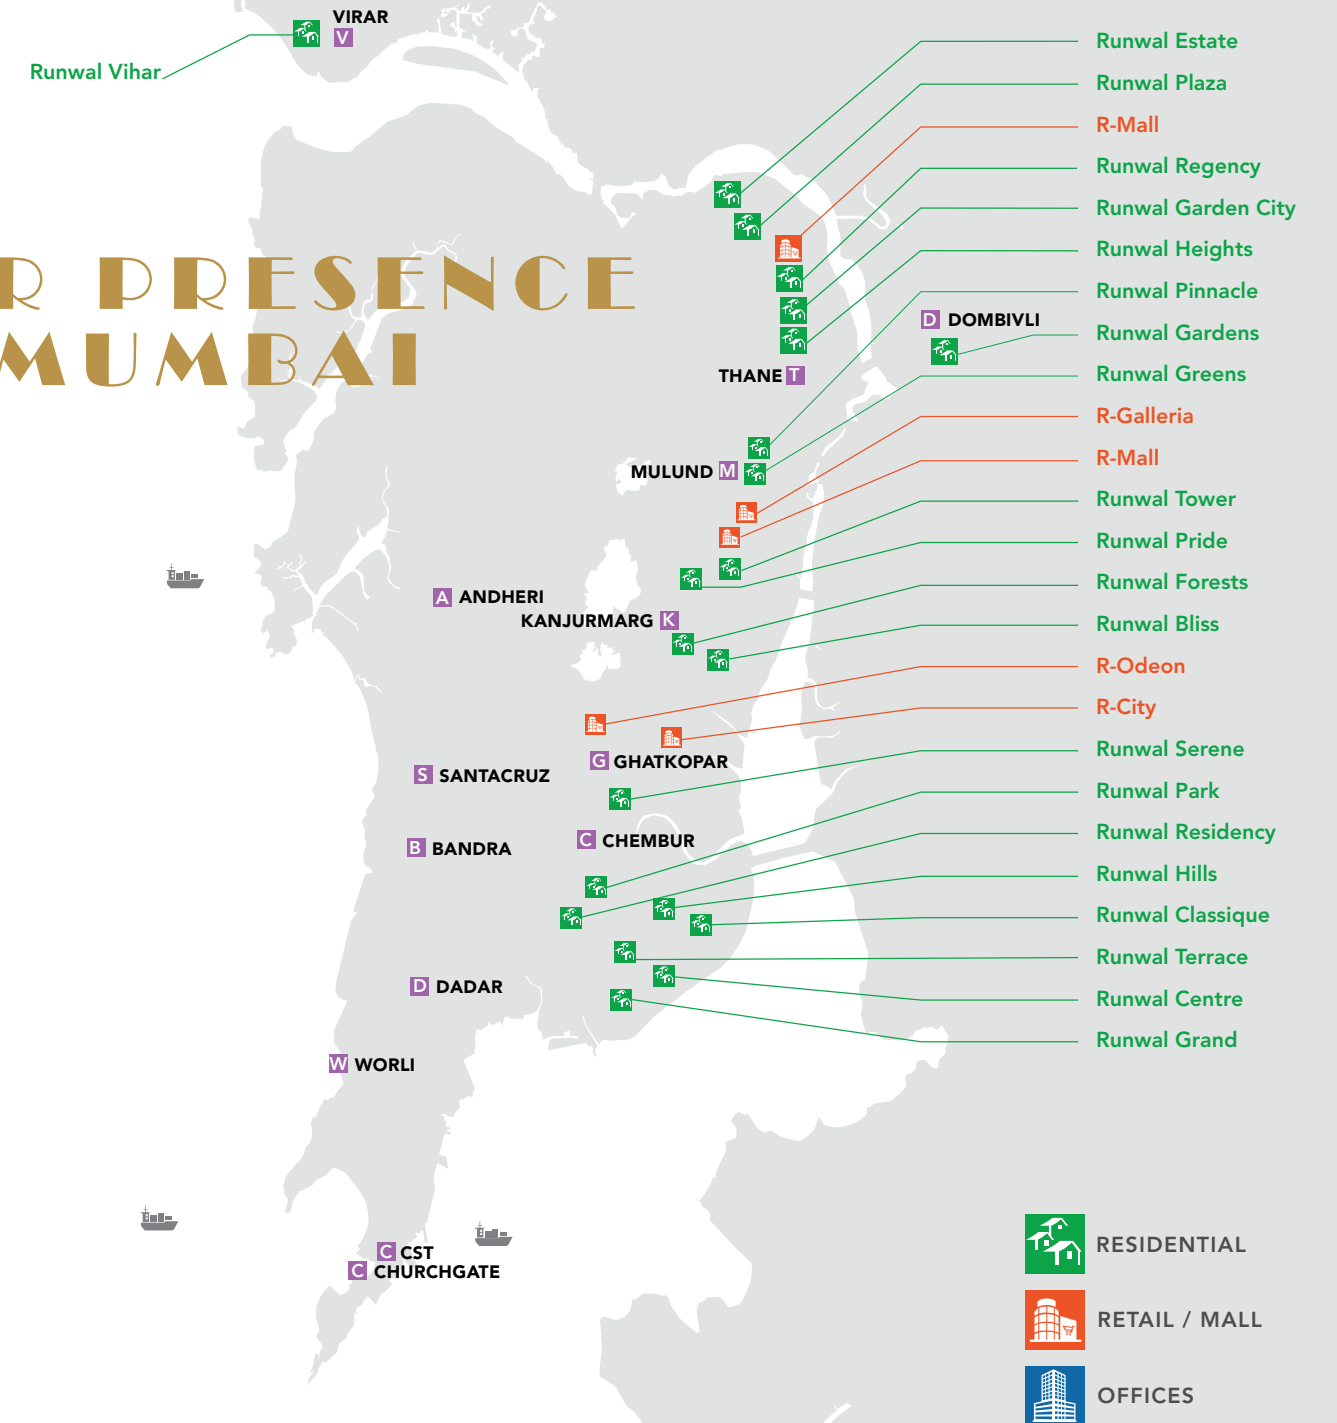 VIRAR
V
Runwal Vihar
Runwal Estate
Runwal Plaza
R-Mall
Runwal Regency
Runwal Garden City
Runwal Heights
Runwal Pinnacle
Runwal Gardens
Runwal Greens
R-Galleria
R-Mall
Runwal Tower
Runwal Pride
Runwal Forests
Runwal Bliss
R-Odeon
R-City
Runwal Serene
Runwal Park
Runwal Residency
Runwal Hills
Runwal Classique
Runwal Terrace
Runwal Centre
Runwal Grand
R PRESENCE
MUMBAI
D DOMBIVLI
THANE T
MULUND M
A ANDHERI
KANJURMARG K
G GHATKOPAR
S SANTACRUZ
C CHEMBUR
B BANDRA
D DADAR
W WORLI
C CST
C CHURCHGATE
RESIDENTIAL
RETAIL / MALL
OFFICES